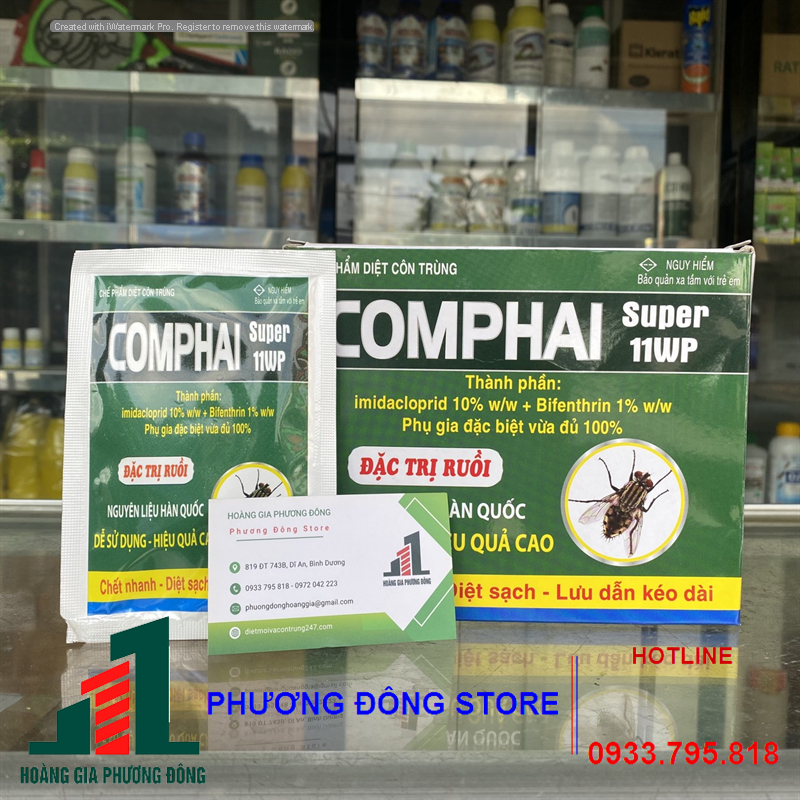 Created with iWatermark Pro. Register to remove this watermark
Klerat
RAT
CHẾ PHẨM DIỆT CÔN TRÙNG
NGUY HIỂM
Bảo quản xa tầm với trẻ em
COMPHAI Super
11WP
Thành phần:
imidacloprid 10% w/w + Bifenthrin 1% w/w
Phụ gia đặc biệt vừa đủ 100%
ĐẶC TRỊ RUỒI
NGUYÊN LIỆU HÀN QUỐC
DỄ SỬ DỤNG - HIỆU QUẢ CA
Chết nhanh - Diệt sạch
HẨM DIỆT CÔN TRÙNG
NGUY HIỂM
Bảo quản xa tầm với trẻ em
COMPHAI Super
11WP
Thành phần:
imidacloprid 10% w/w + Bifenthrin 1% w/w
Phụ gia đặc biệt vừa đủ 100%
ĐẶC TRỊ RUỒI
HÀN QUỐC
ỆU QUẢ CAO
Diệt sạch - Lưu dẫn kéo dài
HOÀNG GIA PHƯƠNG ĐÔNG
Phương Đông Store
819 ĐT 743B, Dĩ An, Bình Dương
0933 795 818 - 0972 042 223
phuongdonghoanggia@gmail.com
dietmoivacontrung247.com
HOÀNG GIA PHƯƠNG ĐÔNG
HOTLINE
PHƯƠNG ĐÔNG STORE
0933.795.818
HOÀNG GIA PHƯƠNG ĐÔNG